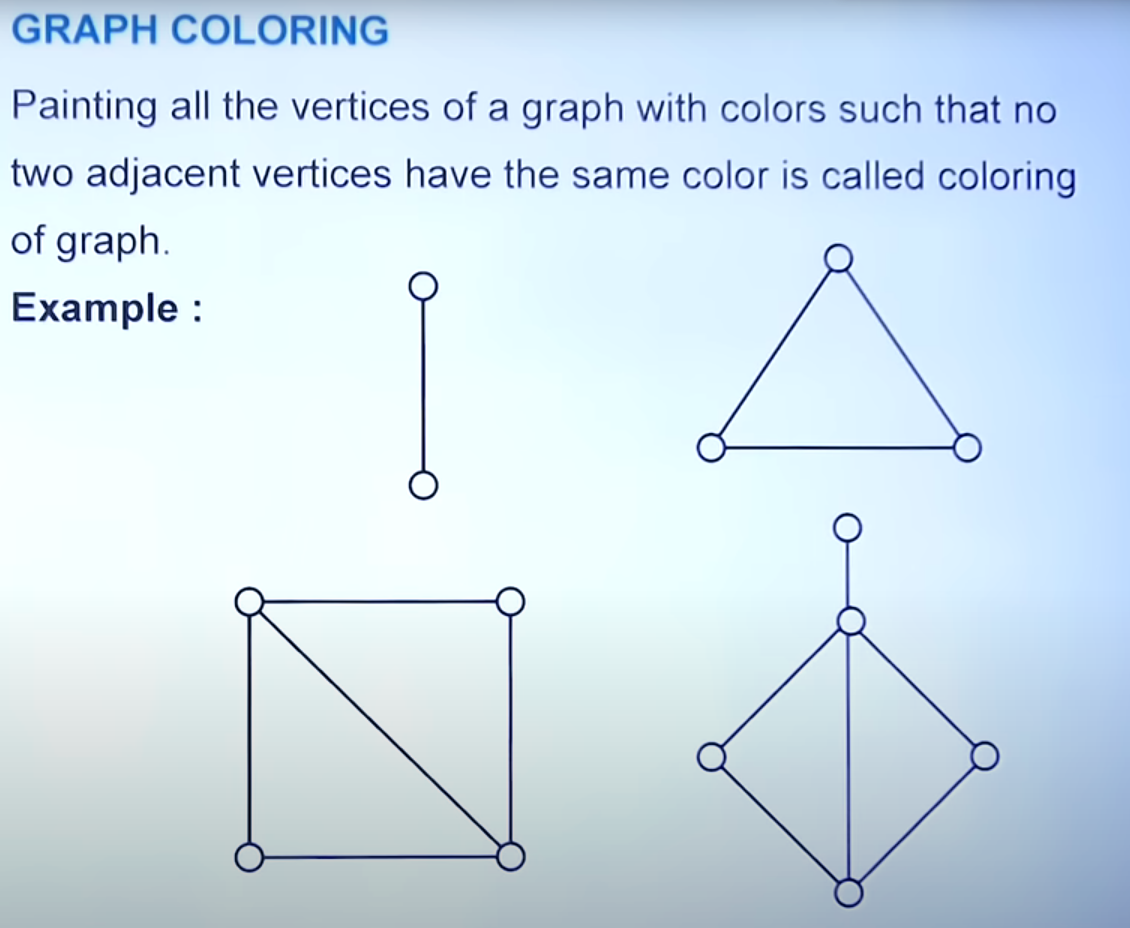 GRAPH COLORING
Painting all the vertices of a graph with colors such that no
two adjacent vertices have the same color is called coloring
of graph.
Example :